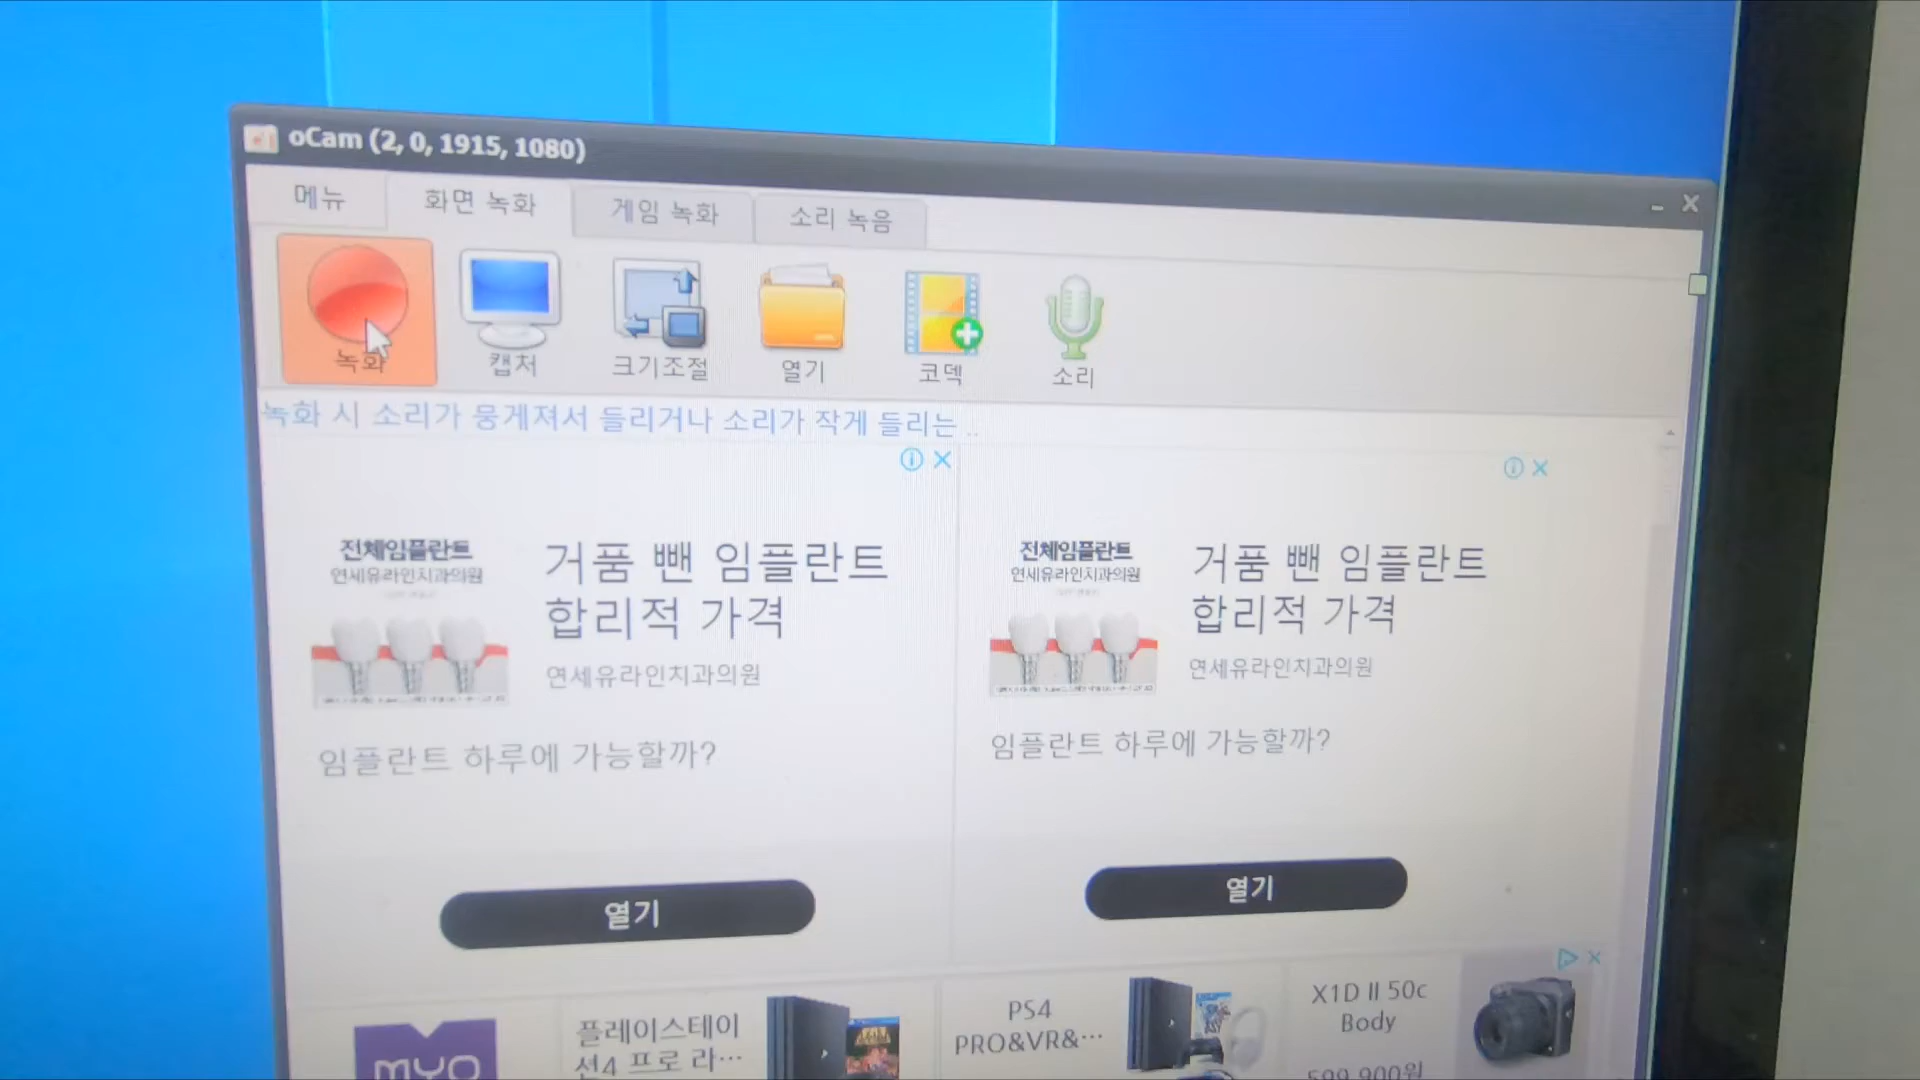 oCam (2, 0, 1915, 1080)
메뉴
화면 녹화
게임 녹화
소리 녹음
녹화
캡처
크기조절
열기
코덱
소리
녹화 시 소리가 뭉게져서 들리거나 소리가 작게 들리는 ..
전체임플란트
연세유라인치과의원
거품 뺀 임플란트
합리적 가격
연세유라인치과의원
임플란트 하루에 가능할까?
열기
전체임플란트
연세유라인치과의원
거품 뺀 임플란트
합리적 가격
연세유라인치과의원
임플란트 하루에 가능할까?
열기
MYO
플레이스테이
션4 프로 라…
PS4
PRO&VR&…
X1D II 50c
Body
599,900원